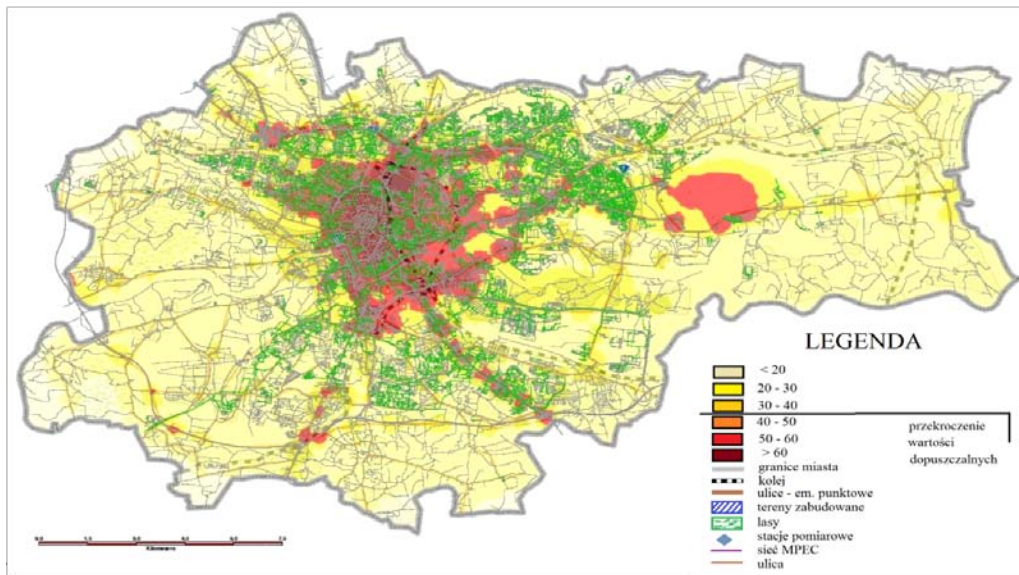 LEGENDA
< 20
20 - 30
30 - 40
40 - 50
50 - 60
> 60
przekroczenie
wartości
dopuszczalnych
granice miasta
kolej
ulice - em. punktowe
tereny zabudowane
lasy
stacje pomiarowe
sieć MPEC
ulica